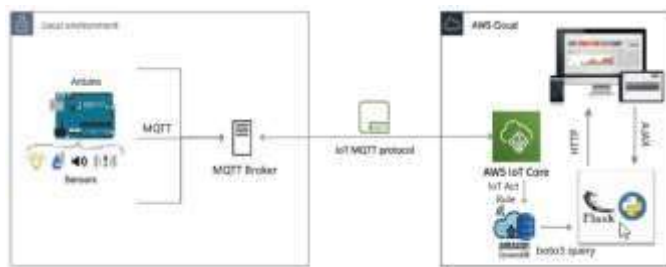 Local environment
Arduino
MQTT
Sensors
MQTT Broker
IoT MQTT protocol
AWS Cloud
AWS IoT Core
IoT Act
Rule
HTTP
AJAX
Flask
boto3 query